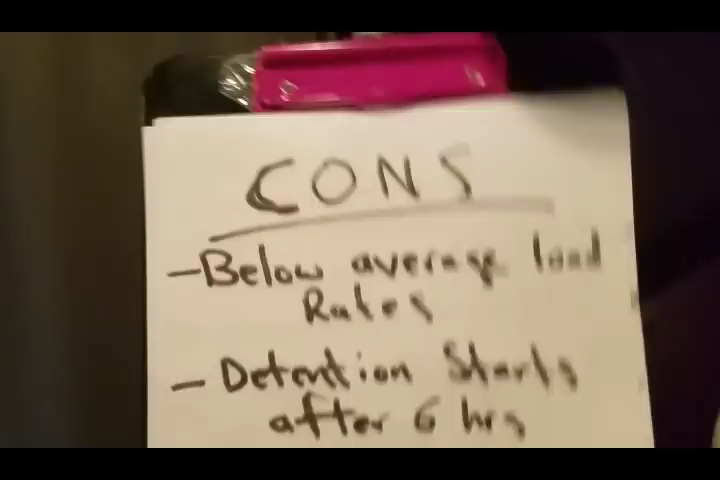 CONS
- Below average load
Rates
- Detention Starts
after 6 hrs